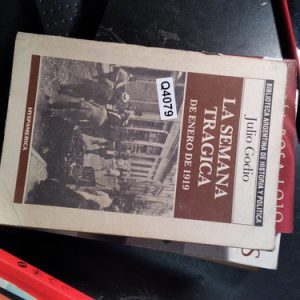 BIBLIOTECA ARGENTINA DE HISTORIA Y POLITICA
Julio Godio
LA SEMANA
TRAGICA
DE ENERO DE 1919
HYSPAMERICA
Q4079